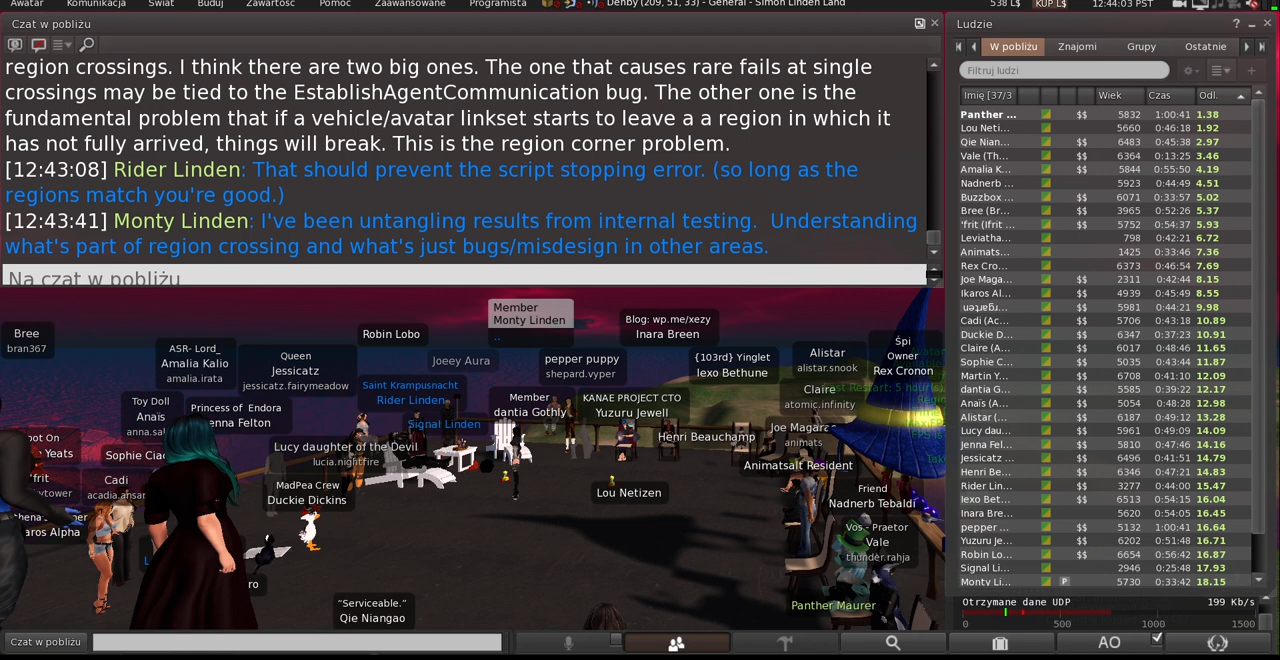 Awatar Komunikacja Świat Buduj Zawartość Pomoc Zaawansowane Programista Denby (209, 51, 33) - General - Simon Linden Land 538 L$ KUP L$ 12:44:03 PST
Czat w pobliżu
region crossings. I think there are two big ones. The one that causes rare fails at single
crossings may be tied to the EstablishAgentCommunication bug. The other one is the
fundamental problem that if a vehicle/avatar linkset starts to leave a a region in which it
has not fully arrived, things will break. This is the region corner problem.
[12:43:08] Rider Linden: That should prevent the script stopping error. (so long as the
regions match you're good.)
[12:43:41] Monty Linden: I've been untangling results from internal testing. Understanding
what's part of region crossing and what's just bugs/misdesign in other areas.
Na czat w pobliżu
Member
Monty Linden
Bree
bran367
ASR- Lord_
Amalia Kalio
amalia.irata
Queen
Jessicatz
jessicatz.fairymeadow
Robin Lobo
Joeey Aura
Blog: wp.me/xezy
Inara Breen
pepper puppy
shepard.vyper
{103rd} Yinglet
Iexo Bethune
Alistar
alistar.snook
Śpi
Owner
Rex Cronon
Saint Krampusnacht
Rider Linden
Signal Linden
Member
dantia Gothly
KANAE PROJECT CTO
Yuzuru Jewell
Claire
atomic.infinity
Toy Doll
Anaïs
Princess of Endora
Jenna Felton
Henri Beauchamp
Joe Magarac
animats
Animatsalt Resident
Lucy daughter of the Devil
lucia.nightfire
Cadi
MadPea Crew
Duckie Dickins
Lou Netizen
Friend
Nadnerb Tebaldi
Vos - Praetor
Vale
thunder.rahja
Panther Maurer
“Serviceable.”
Qie Niangao
Czat w pobliżu
Ludzie
W pobliżu Znajomi Grupy Ostatnie
Filtruj ludzi
Imię [37/3 Wiek Czas Odl.
Panther ... $$ 5832 1:00:41 1.38
Lou Neti... 5660 0:46:18 1.92
Qie Nian... $$ 6483 0:45:38 2.97
Vale (Th... $$ 6364 0:13:25 3.46
Amalia K... $$ 5844 0:55:50 4.19
Nadnerb ... 5923 0:44:49 4.51
Buzzbox ... $$ 6071 0:33:57 5.02
Bree (Br... 3965 0:52:26 5.37
'frit (Ifrit ... $$ 5752 0:54:37 5.93
Leviatha... 798 0:42:21 6.72
Animats... 1425 0:33:46 7.36
Rex Cro... 6373 0:54:46 7.69
Joe Maga... $$ 2311 0:42:44 8.15
Ikaros Al... $$ 4939 0:45:49 8.55
$$ 5981 0:44:21 9.98
Cadi (Ac... $$ 5706 0:43:18 10.89
Duckie D... $$ 6347 0:37:23 10.91
Claire (A... $$ 6017 0:48:46 11.65
Sophie C... $$ 5035 0:43:44 11.87
Martin Y... $$ 6708 0:41:10 12.09
dantia G... $$ 5585 0:39:22 12.17
Anaïs (A... $$ 5054 0:48:28 12.98
Alistar (... $$ 6187 0:49:12 13.28
Lucy dau... $$ 5961 0:49:09 14.09
Jenna Fel... $$ 5810 0:47:46 14.16
Jessicatz ... $$ 6496 0:41:51 14.79
Henri Be... $$ 6346 0:47:21 14.83
Rider Lin... $$ 3277 0:44:00 15.47
Iexo Bet... $$ 6513 0:54:15 16.04
Inara Bre... 5620 0:54:05 16.45
pepper ... $$ 5132 1:00:41 16.64
Yuzuru Je... $$ 6202 0:51:48 16.71
Robin Lo... $$ 6654 0:56:42 16.87
Signal Li... 2946 0:25:48 17.93
Monty Li... P 5730 0:33:42 18.15
Otrzymane dane UDP 199 Kb/s
0 500 1000 1500
AO